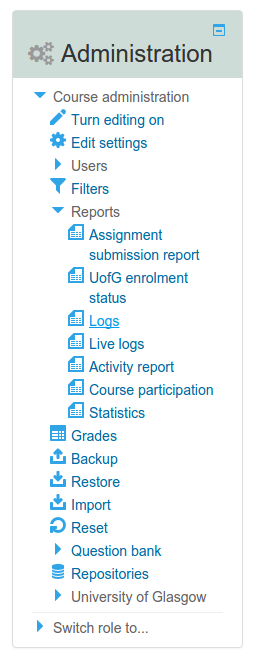 Administration
Course administration
Turn editing on
Edit settings
Users
Filters
Reports
Assignment
submission report
UofG enrolment
status
Logs
Live logs
Activity report
Course participation
Statistics
Grades
Backup
Restore
Import
Reset
Question bank
Repositories
University of Glasgow
Switch role to...